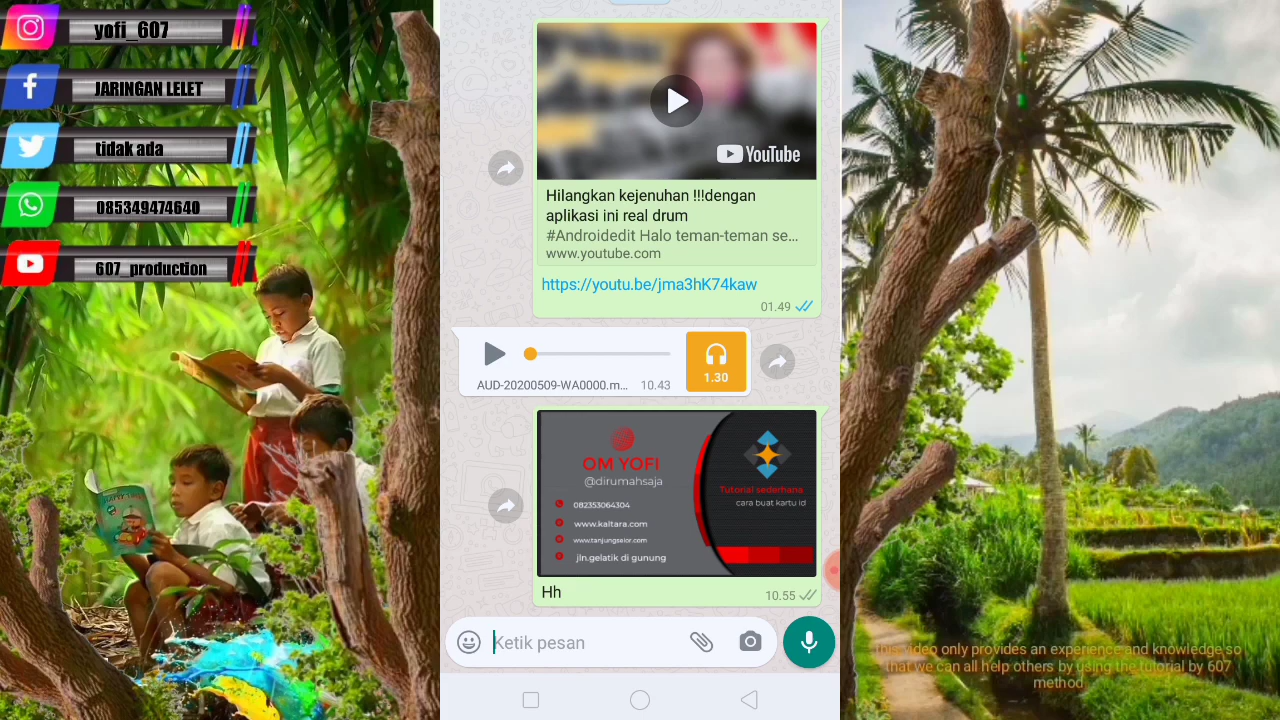 yofi_607
JARINGAN LELET
tidak ada
085349474640
607_production
YouTube
Hilangkan kejenuhan !!!dengan
aplikasi ini real drum
#Androidedit Halo teman-teman se...
www.youtube.com
https://youtu.be/jma3hK74kaw
01.49
AUD-20200509-WA0000.m...
10.43
1.30
OM YOFI
@dirumahsaja
082353064304
www.kaltara.com
www.tanjungselor.com
jln.gelatik di gunung
Tutorial sederhana
cara buat kartu id
Hh
10.55
Ketik pesan
this video only provides an experience and knowledge so
that we can all help others by using the tutorial by 607
method